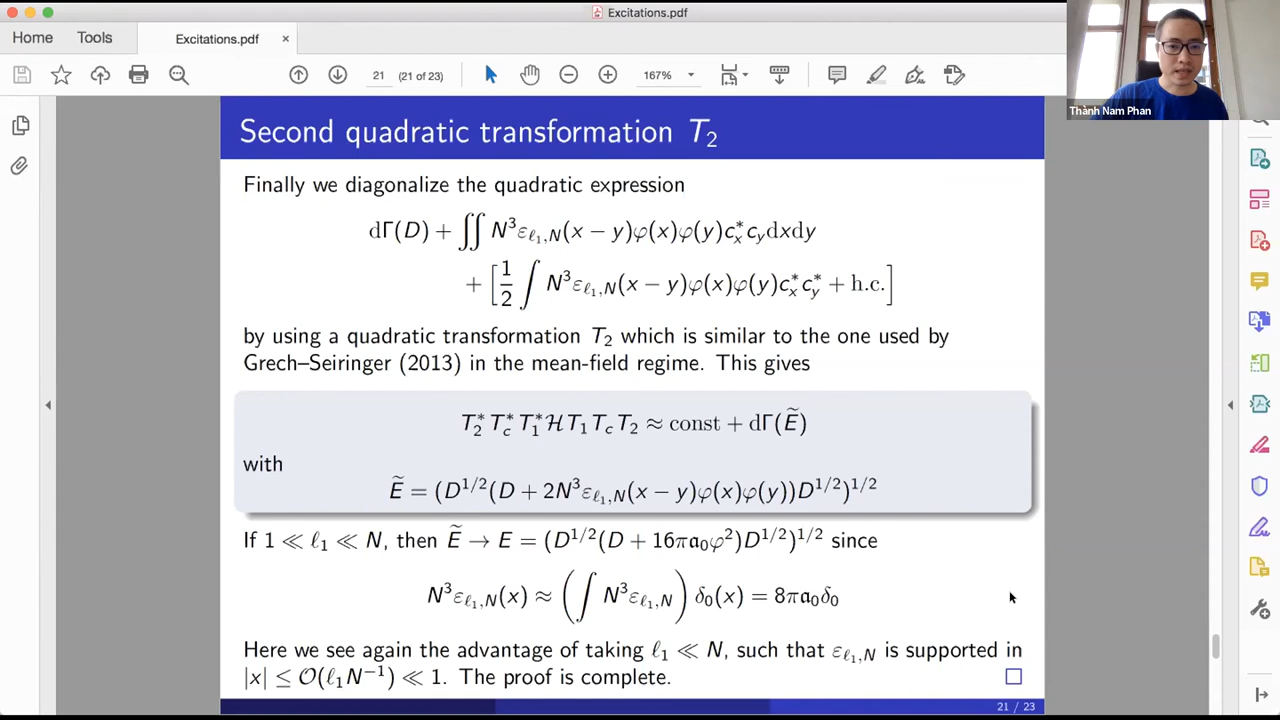 Excitations.pdf
Home Tools Excitations.pdf ×
21 (21 of 23) 167%
Thành Nam Phan
Second quadratic transformation T₂
Finally we diagonalize the quadratic expression
dΓ(D) + ∬ N³ε_{ℓ₁,N}(x − y)φ(x)φ(y)c*_x c_y dxdy
+ [½ ∫ N³ε_{ℓ₁,N}(x − y)φ(x)φ(y)c*_x c*_y + h.c.]
by using a quadratic transformation T₂ which is similar to the one used by
Grech–Seiringer (2013) in the mean-field regime. This gives
T₂* T_c* T₁* ℋ T₁ T_c T₂ ≈ const + dΓ(Ẽ)
with
Ẽ = (D^{1/2}(D + 2N³ε_{ℓ₁,N}(x − y)φ(x)φ(y))D^{1/2})^{1/2}
If 1 ≪ ℓ₁ ≪ N, then Ẽ → E = (D^{1/2}(D + 16π𝔞₀φ²)D^{1/2})^{1/2} since
N³ε_{ℓ₁,N}(x) ≈ (∫ N³ε_{ℓ₁,N}) δ₀(x) = 8π𝔞₀δ₀
Here we see again the advantage of taking ℓ₁ ≪ N, such that ε_{ℓ₁,N} is supported in
|x| ≤ 𝒪(ℓ₁N⁻¹) ≪ 1. The proof is complete. □
21 / 23